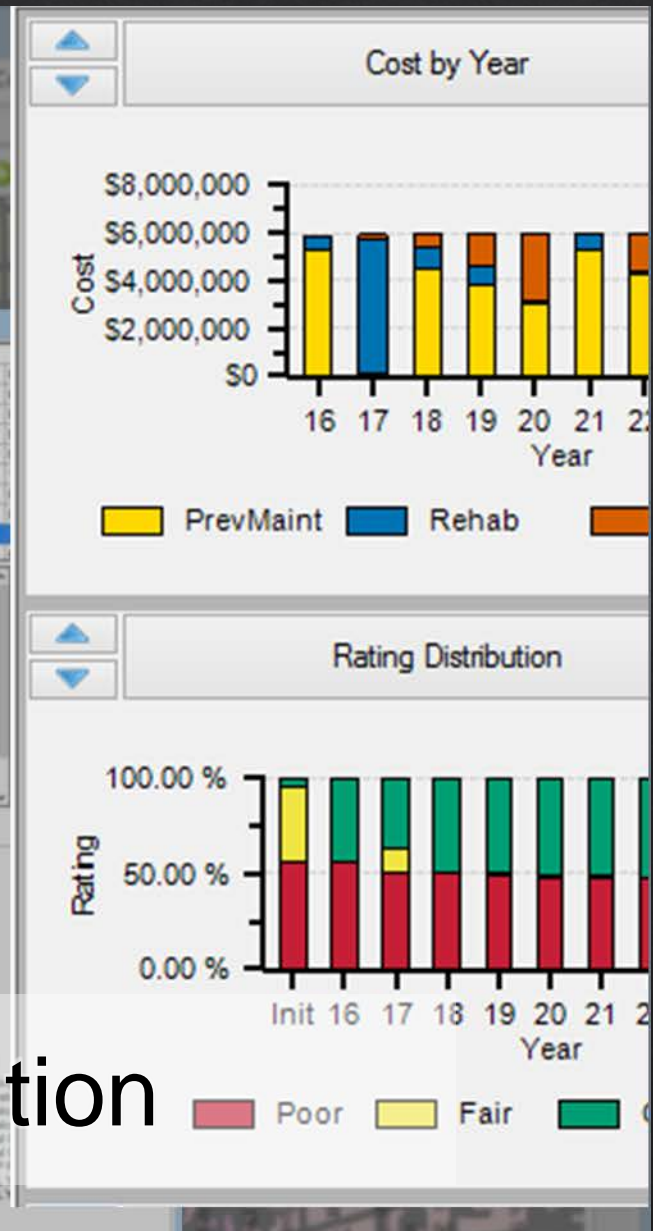 Cost by Year
$8,000,000
$6,000,000
$4,000,000
$2,000,000
$0
Cost
16 17 18 19 20 21
Year
PrevMaint Rehab
Rating Distribution
100.00 %
50.00 %
0.00 %
Rating
Init 16 17 18 19 20 21
Year
tion
Poor Fair